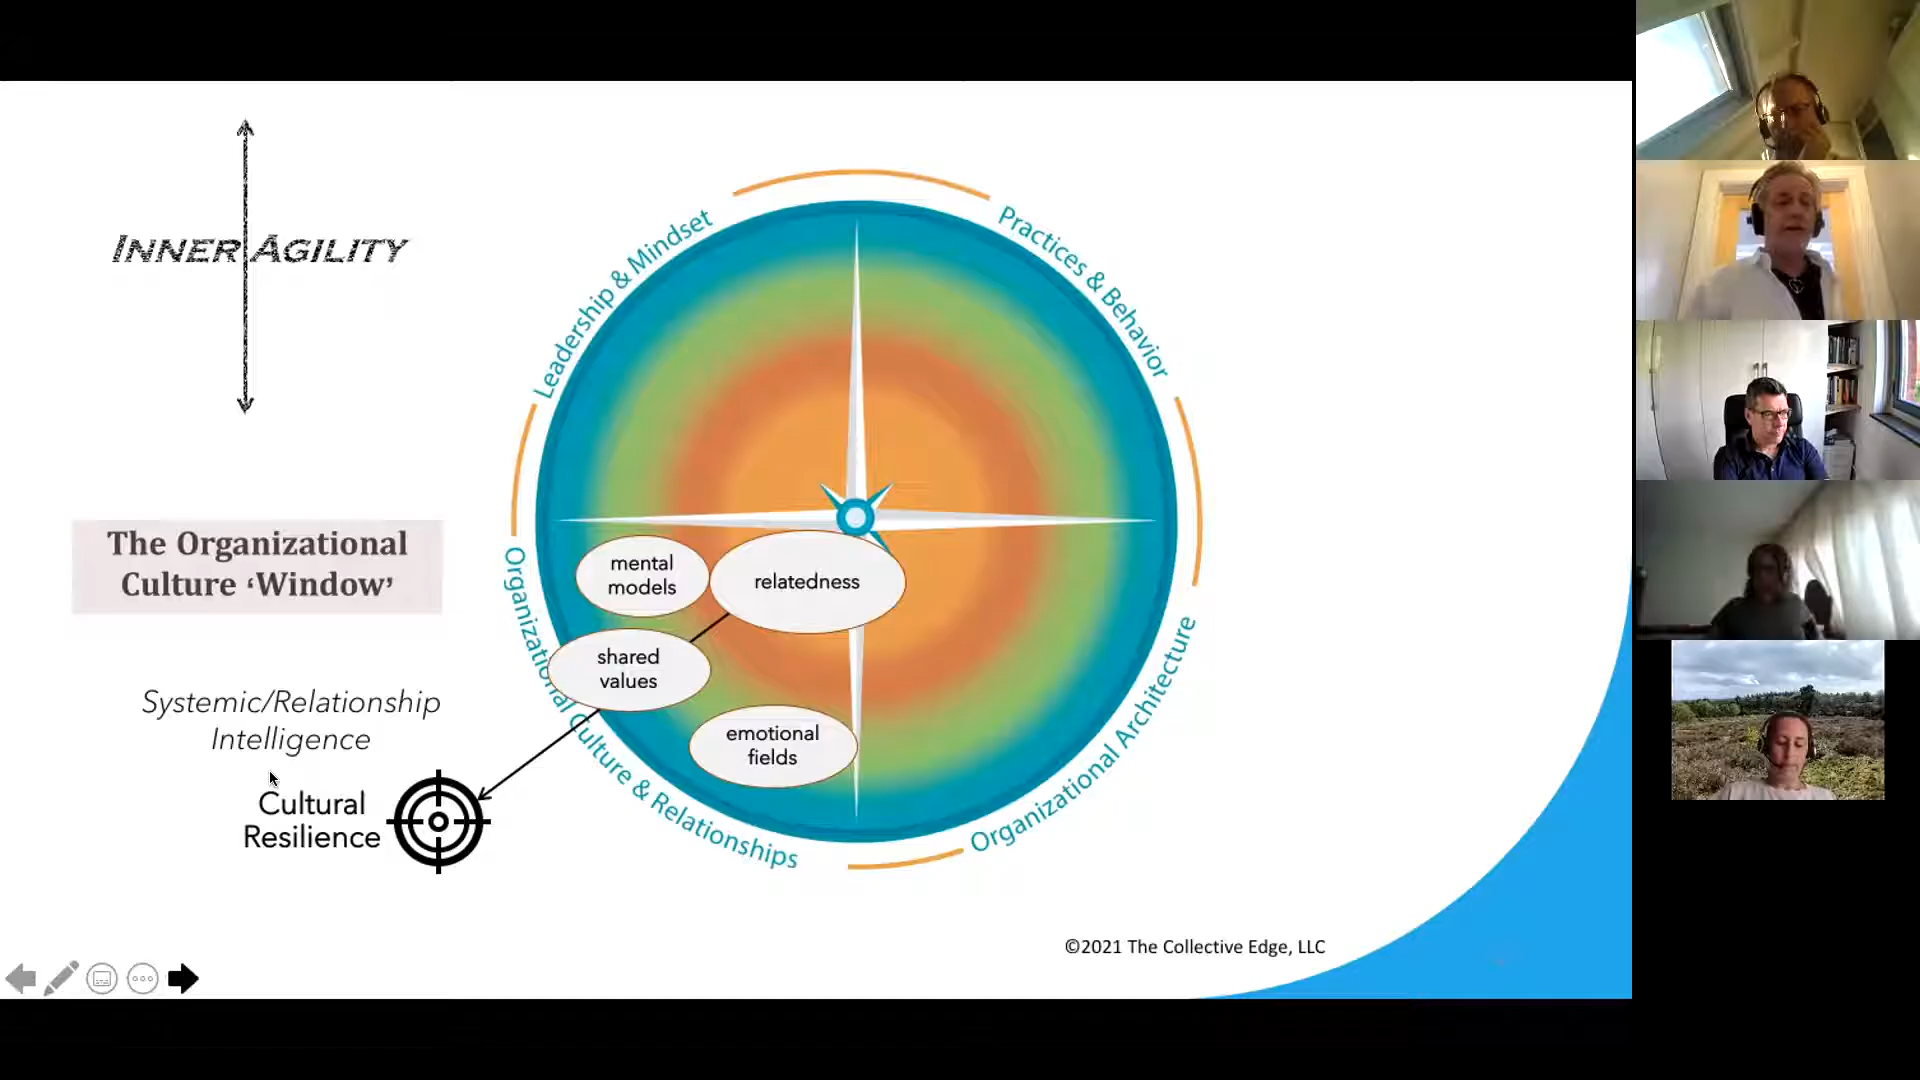 INNER AGILITY
Leadership & Mindset
Practices & Behavior
The Organizational
Culture ‘Window’
mental
models
relatedness
shared
values
emotional
fields
Organizational Culture & Relationships
Organizational Architecture
Systemic/Relationship
Intelligence
Cultural
Resilience
©2021 The Collective Edge, LLC